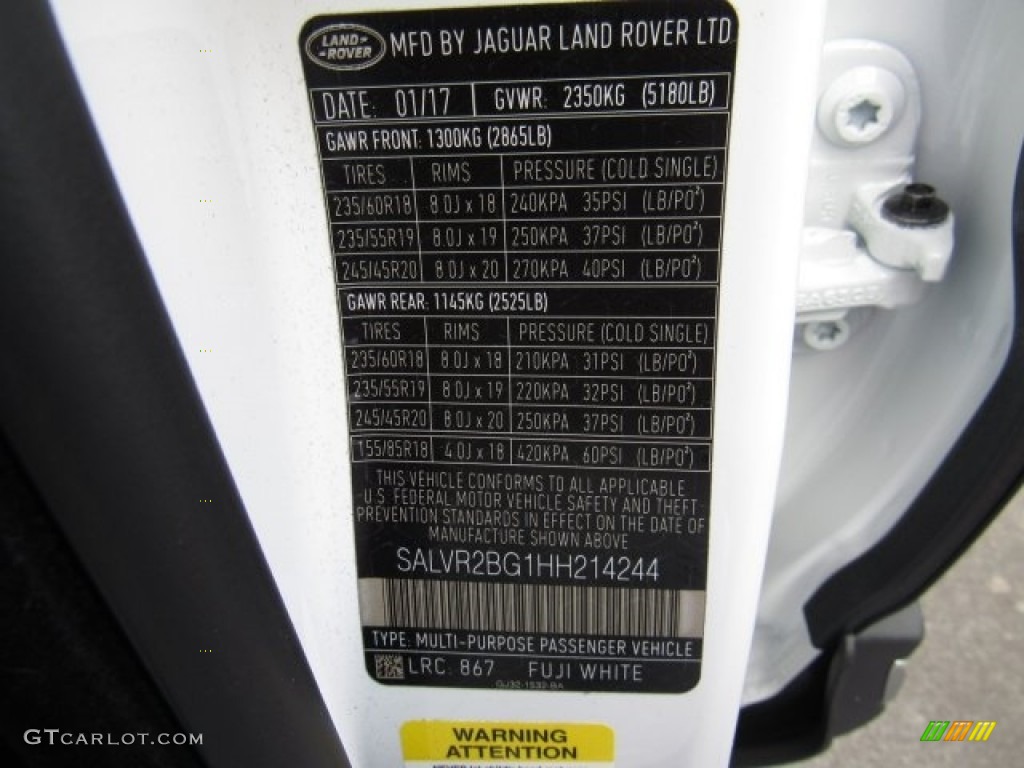 LAND ROVER MFD BY JAGUAR LAND ROVER LTD
DATE: 01/17 GVWR: 2350KG (5180LB)
GAWR FRONT: 1300KG (2865LB)
TIRES RIMS PRESSURE (COLD SINGLE)
235/60R18 8.0J x 18 240KPA 35PSI (LB/PO²)
235/55R19 8.0J x 19 250KPA 37PSI (LB/PO²)
245/45R20 8.0J x 20 270KPA 40PSI (LB/PO²)
GAWR REAR: 1145KG (2525LB)
TIRES RIMS PRESSURE (COLD SINGLE)
235/60R18 8.0J x 18 210KPA 31PSI (LB/PO²)
235/55R19 8.0J x 19 220KPA 32PSI (LB/PO²)
245/45R20 8.0J x 20 250KPA 37PSI (LB/PO²)
155/85R18 4.0J x 18 420KPA 60PSI (LB/PO²)
THIS VEHICLE CONFORMS TO ALL APPLICABLE
U.S. FEDERAL MOTOR VEHICLE SAFETY AND THEFT
PREVENTION STANDARDS IN EFFECT ON THE DATE OF
MANUFACTURE SHOWN ABOVE
SALVR2BG1HH214244
TYPE: MULTI-PURPOSE PASSENGER VEHICLE
LRC: 867 FUJI WHITE
GJ32-1532-BA
WARNING
ATTENTION
GTCARLOT.COM